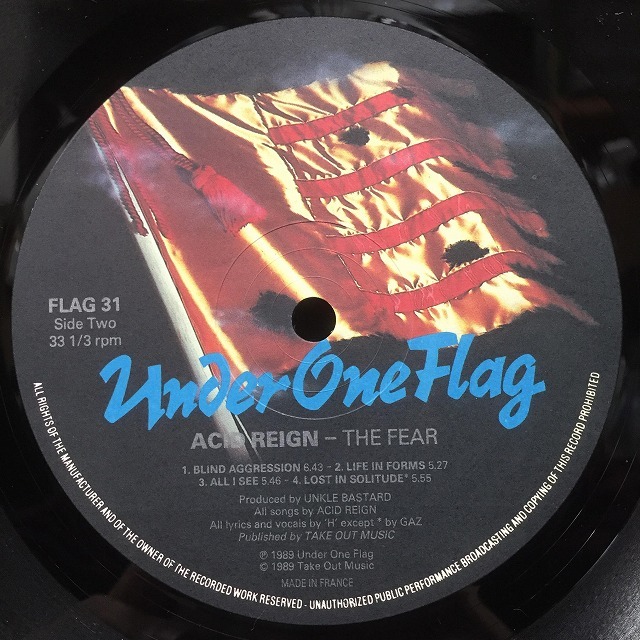 FLAG 31
Side Two
33 1/3 rpm
Under One Flag
ACID REIGN – THE FEAR
1. BLIND AGGRESSION 6.43 – 2. LIFE IN FORMS 5.27
3. ALL I SEE 5.46 – 4. LOST IN SOLITUDE* 5.55
Produced by UNKLE BASTARD
All songs by ACID REIGN
All lyrics and vocals by 'H' except * by GAZ
Published by TAKE OUT MUSIC
℗ 1989 Under One Flag
© 1989 Take Out Music
MADE IN FRANCE
ALL RIGHTS OF THE MANUFACTURER AND OF THE OWNER OF THE RECORDED WORK RESERVED - UNAUTHORIZED PUBLIC PERFORMANCE BROADCASTING AND COPYING OF THIS RECORD PROHIBITED